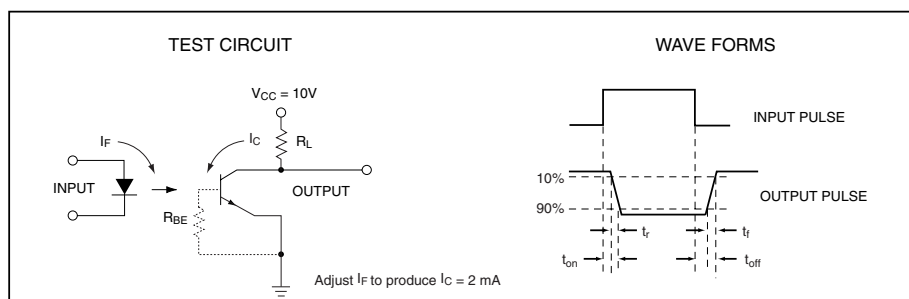 TEST CIRCUIT
WAVE FORMS
VCC = 10V
IF
IC
RL
INPUT
OUTPUT
RBE
Adjust IF to produce IC = 2 mA
INPUT PULSE
10%
OUTPUT PULSE
90%
tr
tf
ton
toff